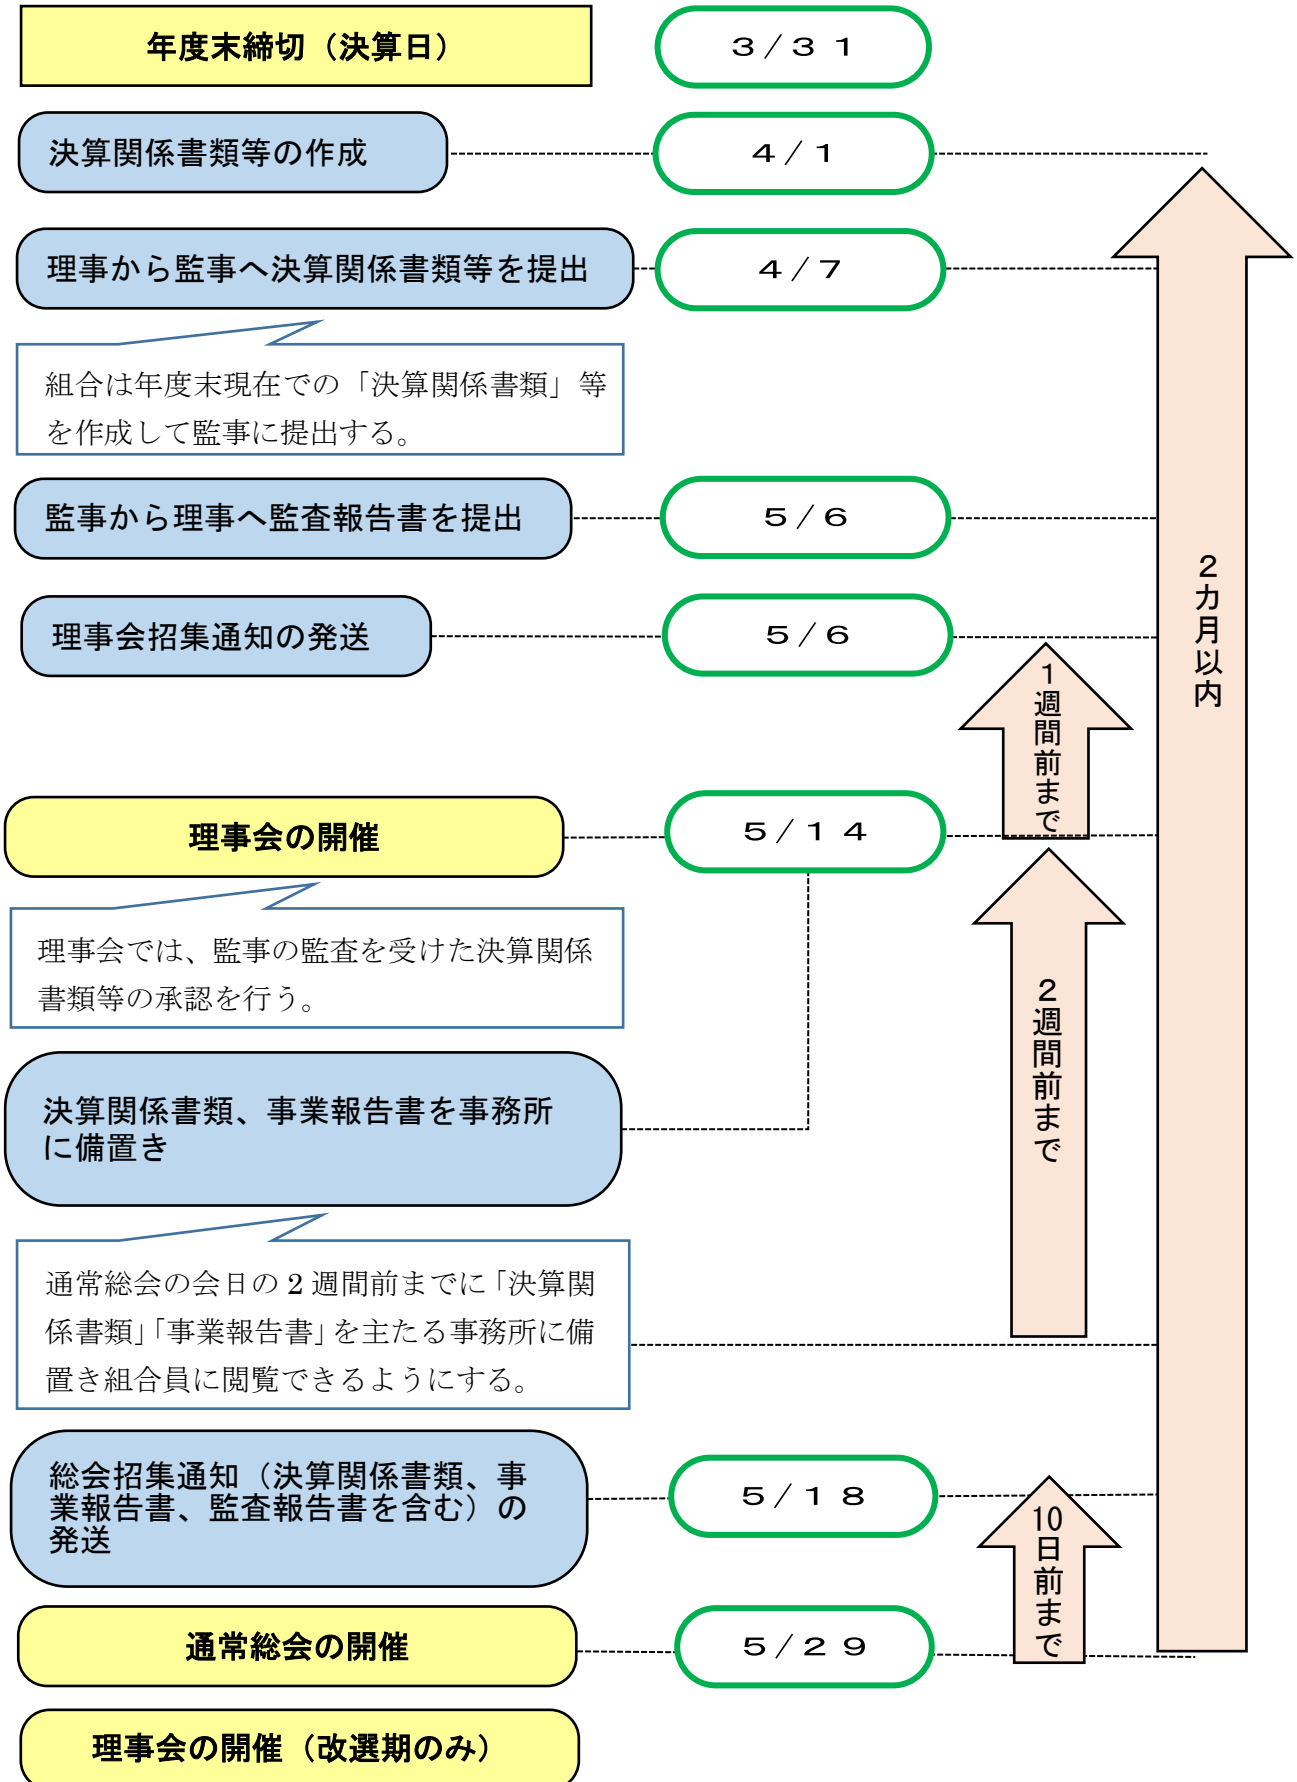 年度末締切（決算日）
３／３１
決算関係書類等の作成
４／１
理事から監事へ決算関係書類等を提出
４／７
組合は年度末現在での「決算関係書類」等
を作成して監事に提出する。
監事から理事へ監査報告書を提出
５／６
理事会招集通知の発送
５／６
２カ月以内
１週間前まで
理事会の開催
５／１４
理事会では、監事の監査を受けた決算関係
書類等の承認を行う。
２週間前まで
決算関係書類、事業報告書を事務所
に備置き
通常総会の会日の 2 週間前までに「決算関
係書類」「事業報告書」を主たる事務所に備
置き組合員に閲覧できるようにする。
総会招集通知（決算関係書類、事
業報告書、監査報告書を含む）の
発送
５／１８
10日前まで
通常総会の開催
５／２９
理事会の開催（改選期のみ）